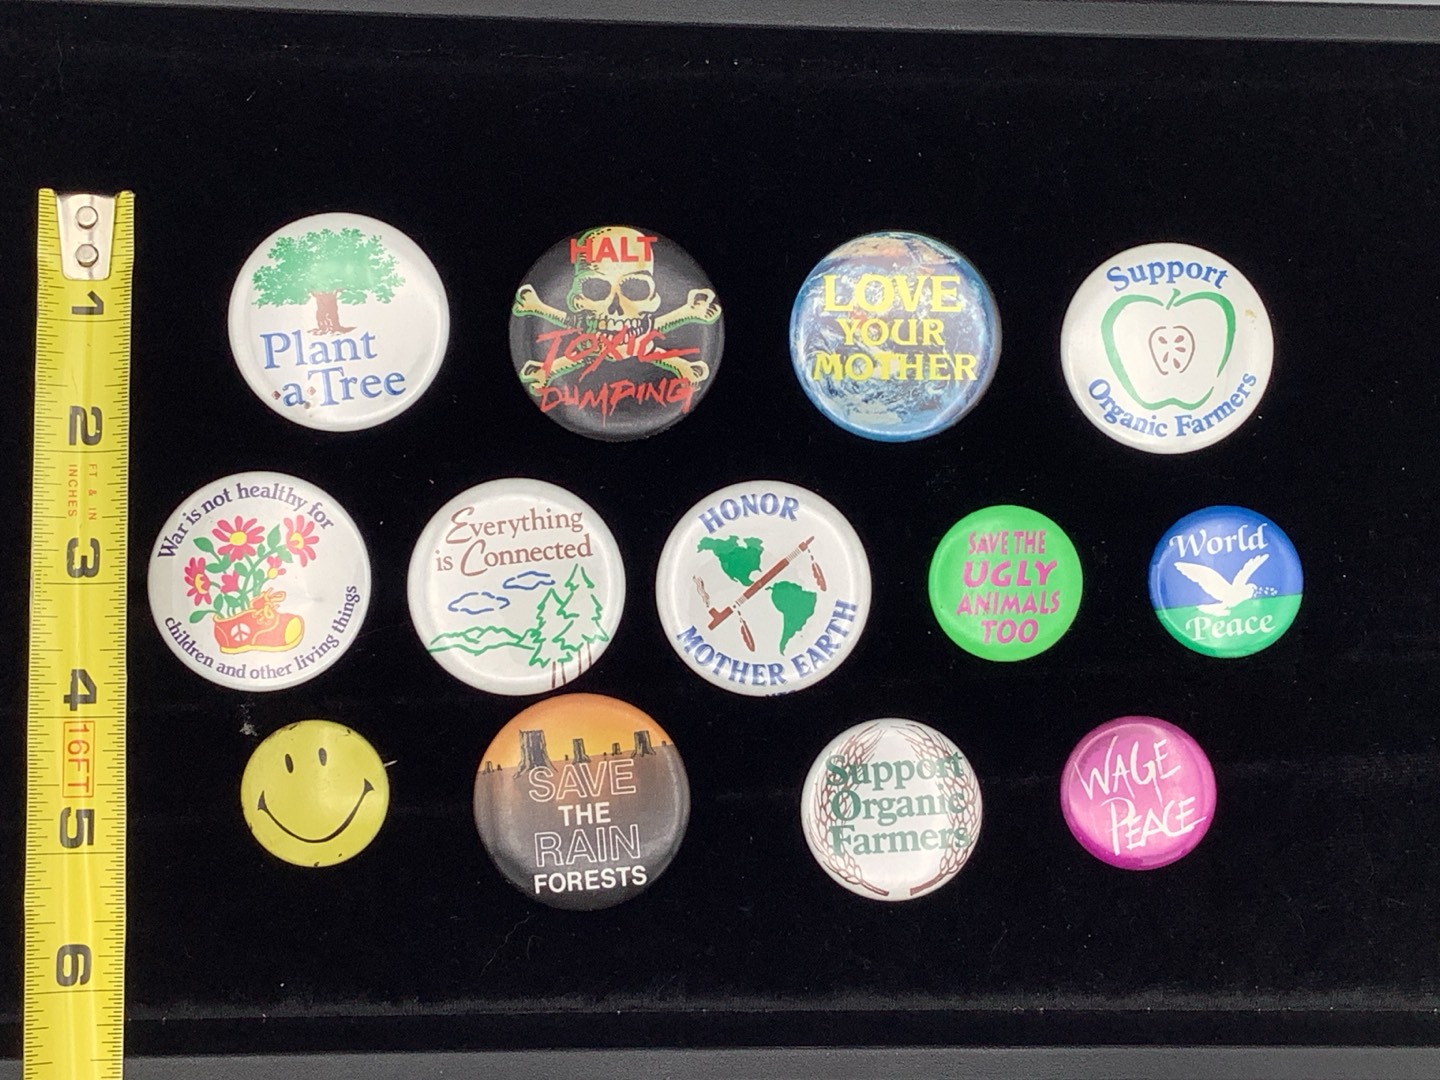 Plant
a Tree
HALT
TOXIC
DUMPING
LOVE
YOUR
MOTHER
Support
Organic Farmers
War is not healthy for
children and other living things
Everything
is Connected
HONOR
MOTHER EARTH
SAVE THE
UGLY
ANIMALS
TOO
World
Peace
SAVE
THE
RAIN
FORESTS
Support
Organic
Farmers
WAGE
PEACE
1
2
FT & IN
INCHES
3
4
16FT
5
6